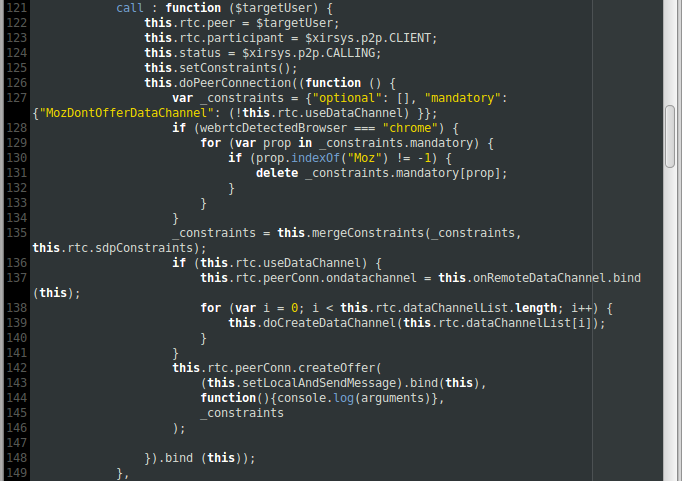 121 call : function ($targetUser) {
122 this.rtc.peer = $targetUser;
123 this.rtc.participant = $xirsys.p2p.CLIENT;
124 this.status = $xirsys.p2p.CALLING;
125 this.setConstraints();
126 this.doPeerConnection((function () {
127 var _constraints = {"optional": [], "mandatory":
{"MozDontOfferDataChannel": (!this.rtc.useDataChannel) }};
128 if (webrtcDetectedBrowser === "chrome") {
129 for (var prop in _constraints.mandatory) {
130 if (prop.indexOf("Moz") != -1) {
131 delete _constraints.mandatory[prop];
132 }
133 }
134 }
135 _constraints = this.mergeConstraints(_constraints,
this.rtc.sdpConstraints);
136 if (this.rtc.useDataChannel) {
137 this.rtc.peerConn.ondatachannel = this.onRemoteDataChannel.bind
(this);
138 for (var i = 0; i < this.rtc.dataChannelList.length; i++) {
139 this.doCreateDataChannel(this.rtc.dataChannelList[i]);
140 }
141 }
142 this.rtc.peerConn.createOffer(
143 (this.setLocalAndSendMessage).bind(this),
144 function(){console.log(arguments)},
145 _constraints
146 );
147
148 }).bind (this));
149 },